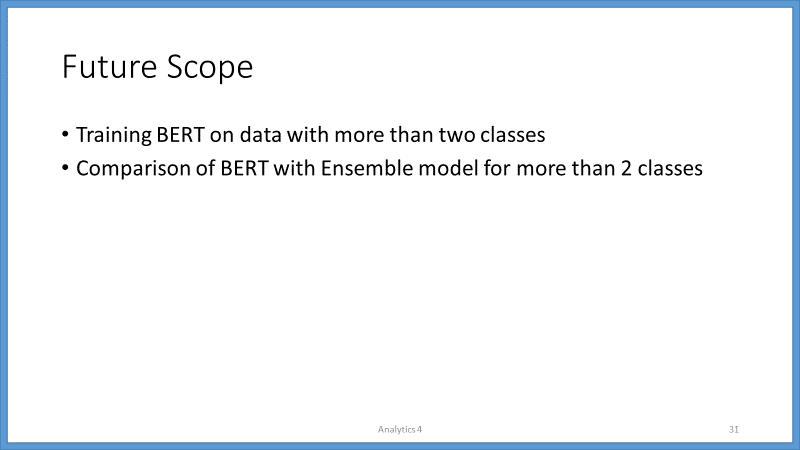 Future Scope
• Training BERT on data with more than two classes
• Comparison of BERT with Ensemble model for more than 2 classes
Analytics 4
31